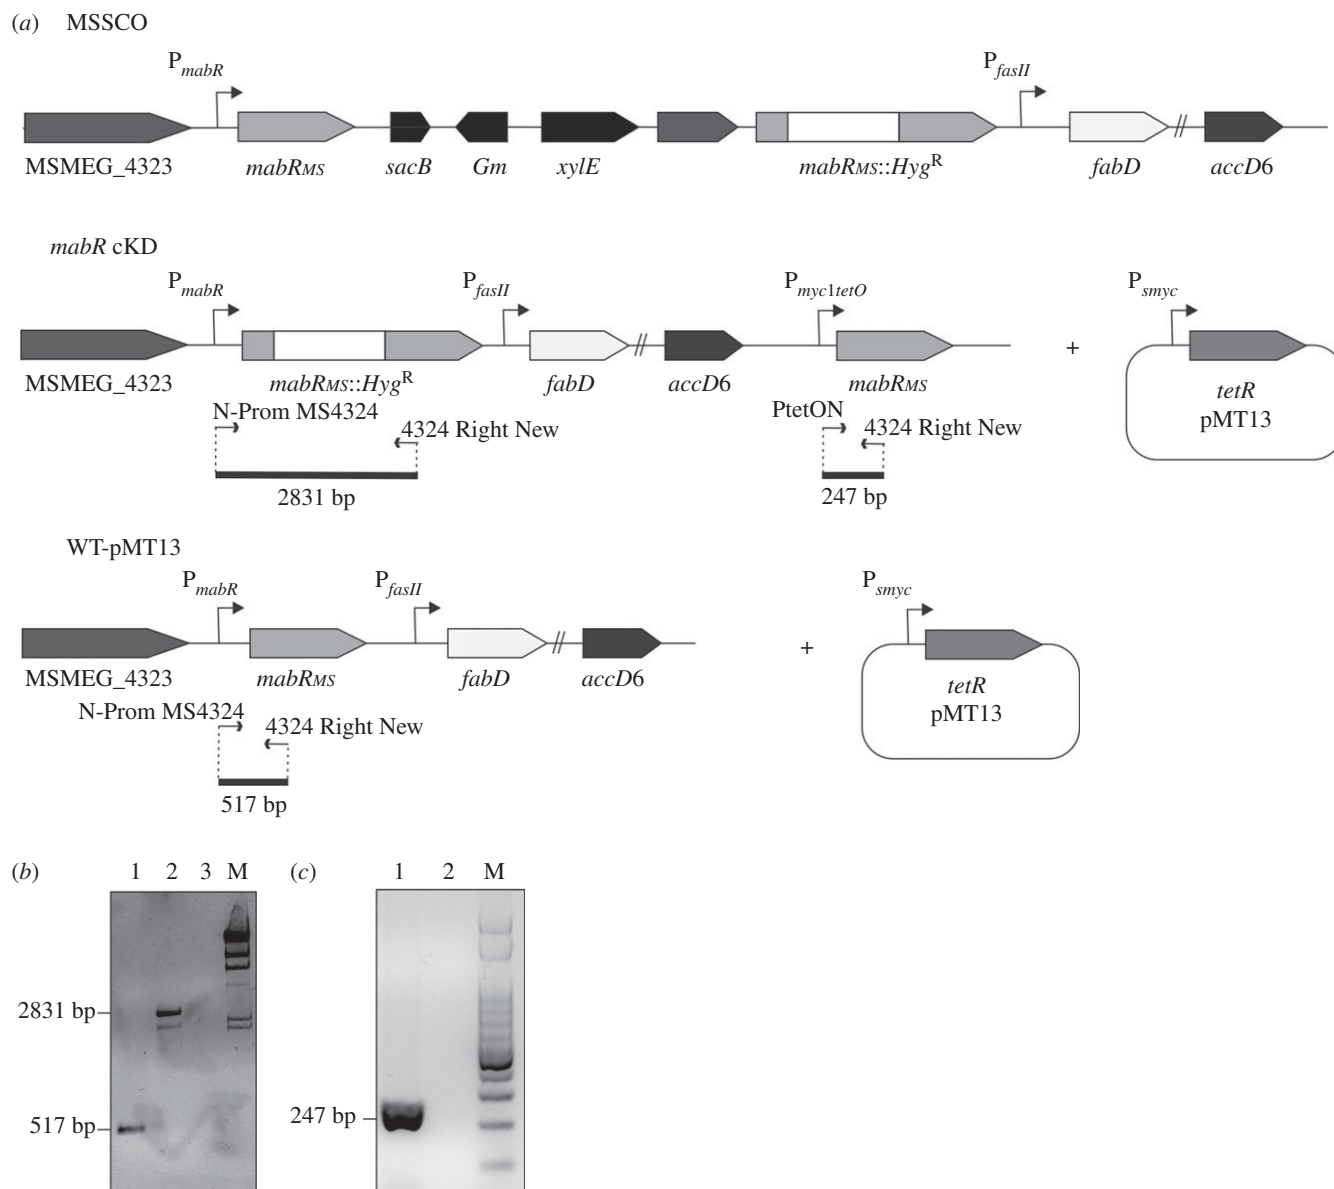 (a) MSSCO
PmabR PfasII
MSMEG_4323 mabRMS sacB Gm xylE mabRMS::HygR fabD accD6
mabR cKD
PmabR PfasII Pmyc1tetO Psmyc
+
MSMEG_4323 mabRMS::HygR fabD accD6 mabRMS tetR
pMT13
N-Prom MS4324 PtetON
4324 Right New 4324 Right New
2831 bp 247 bp
WT-pMT13
PmabR PfasII Psmyc
+
MSMEG_4323 mabRMS fabD accD6 tetR
pMT13
N-Prom MS4324
4324 Right New
517 bp
(b) 1 2 3 M (c) 1 2 M
2831 bp
247 bp
517 bp